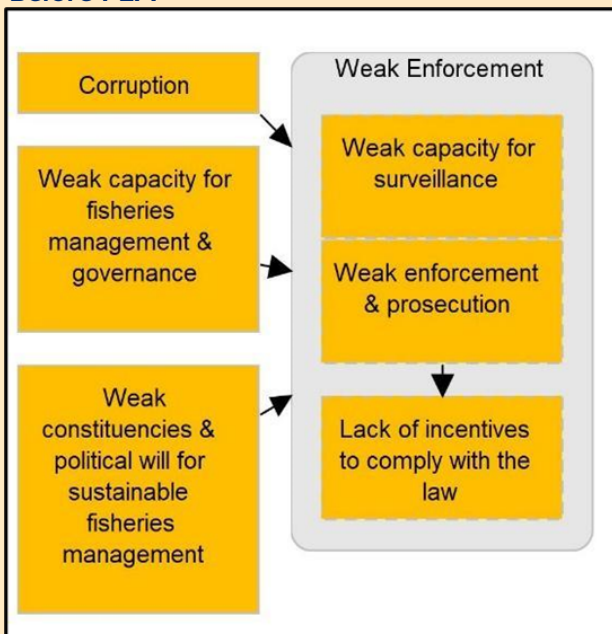 Corruption
Weak capacity for
fisheries
management &
governance
Weak
constituencies &
political will for
sustainable
fisheries
management
Weak Enforcement
Weak capacity for
surveillance
Weak enforcement
& prosecution
Lack of incentives
to comply with the
law